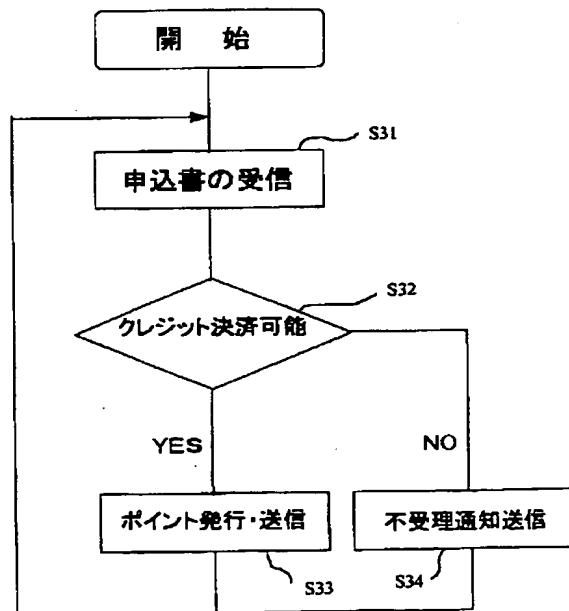 開 始
S31
申込書の受信
S32
クレジット決済可能
YES
NO
ポイント発行・送信
不受理通知送信
S33
S34